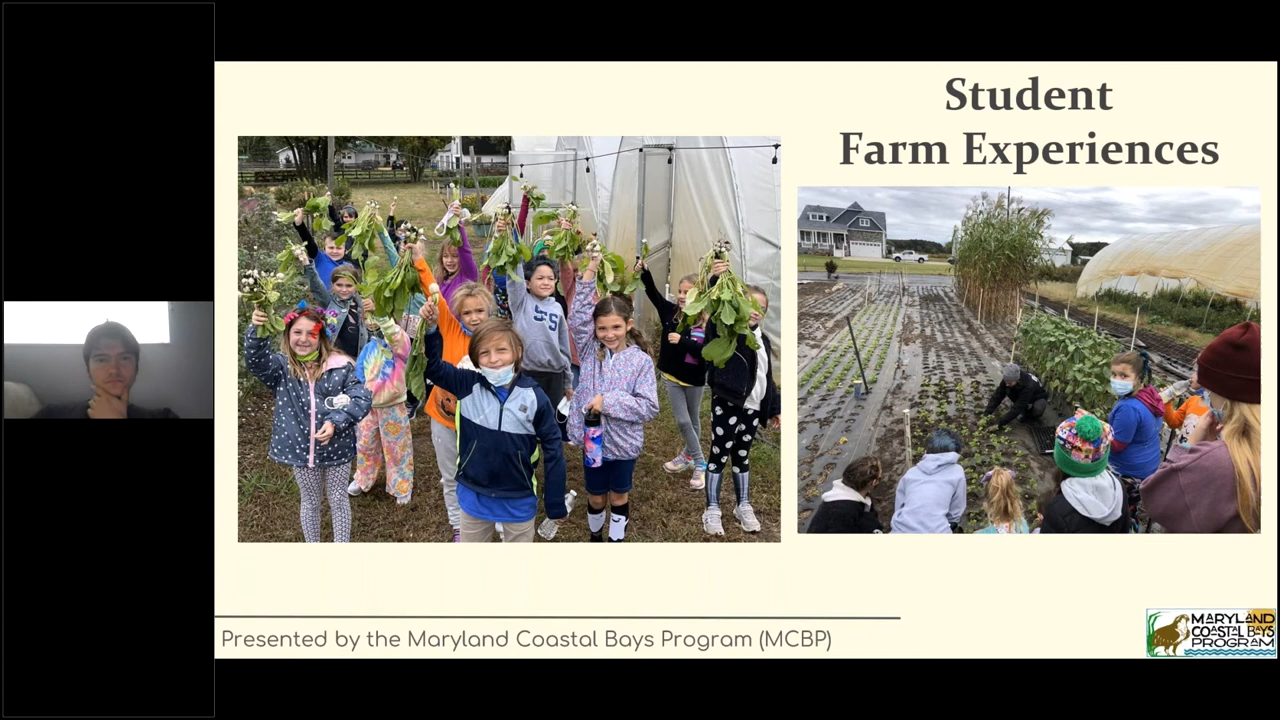 Student
Farm Experiences
Presented by the Maryland Coastal Bays Program (MCBP)
MARYLAND
COASTAL BAYS
PROGRAM